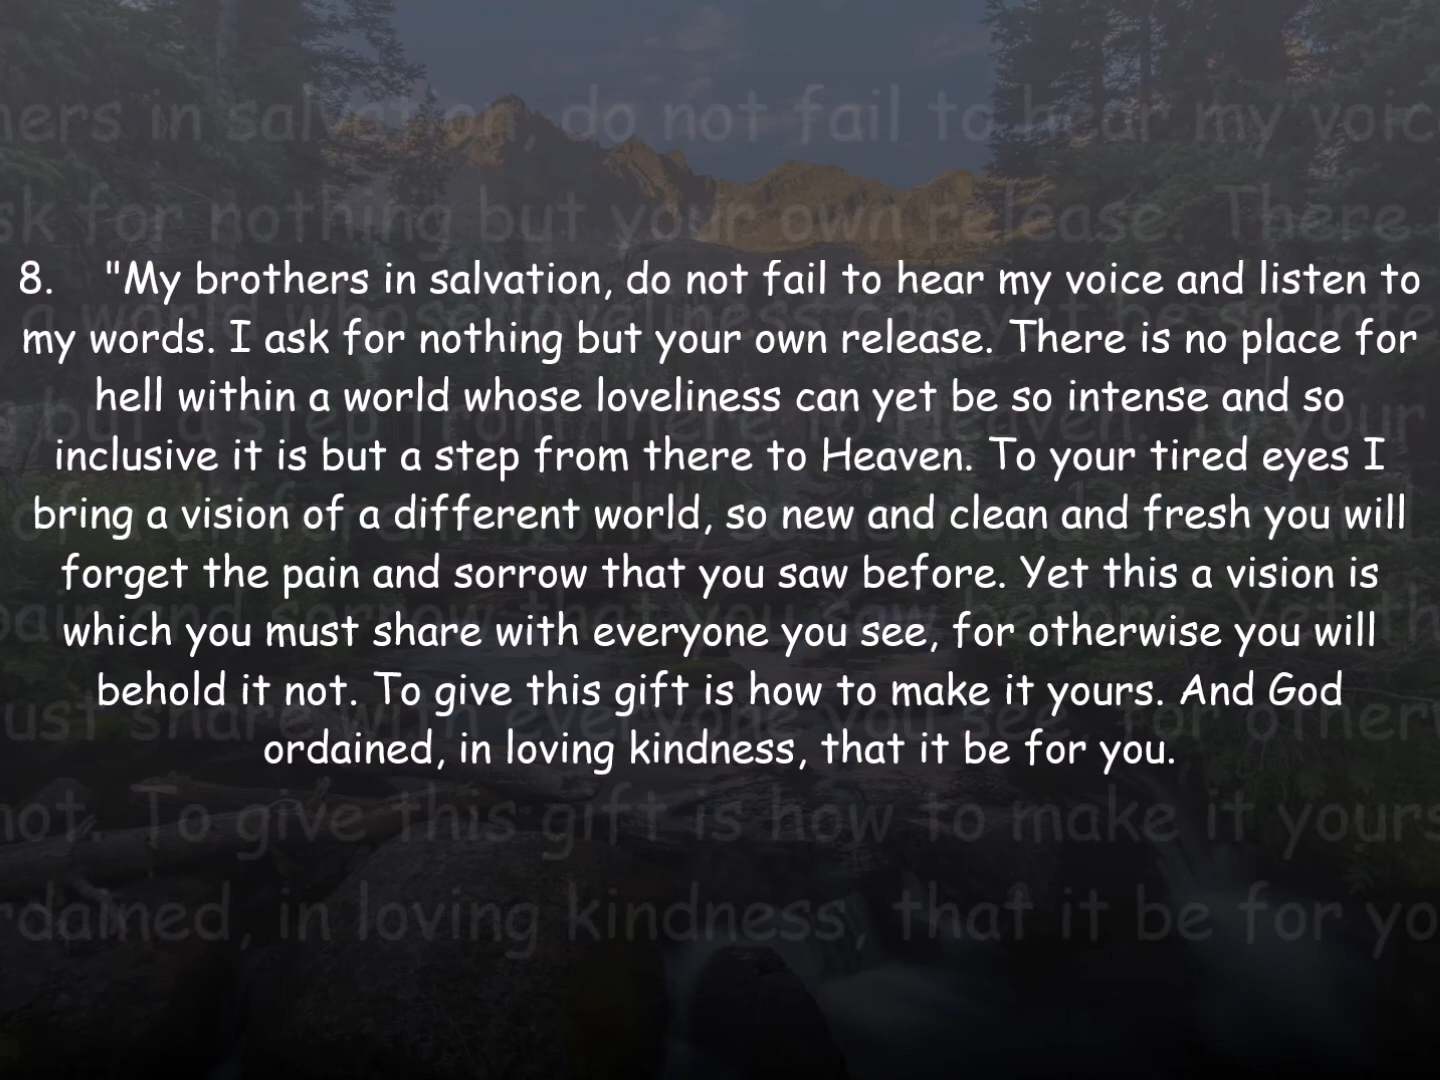 8. "My brothers in salvation, do not fail to hear my voice and listen to
my words. I ask for nothing but your own release. There is no place for
hell within a world whose loveliness can yet be so intense and so
inclusive it is but a step from there to Heaven. To your tired eyes I
bring a vision of a different world, so new and clean and fresh you will
forget the pain and sorrow that you saw before. Yet this a vision is
which you must share with everyone you see, for otherwise you will
behold it not. To give this gift is how to make it yours. And God
ordained, in loving kindness, that it be for you.